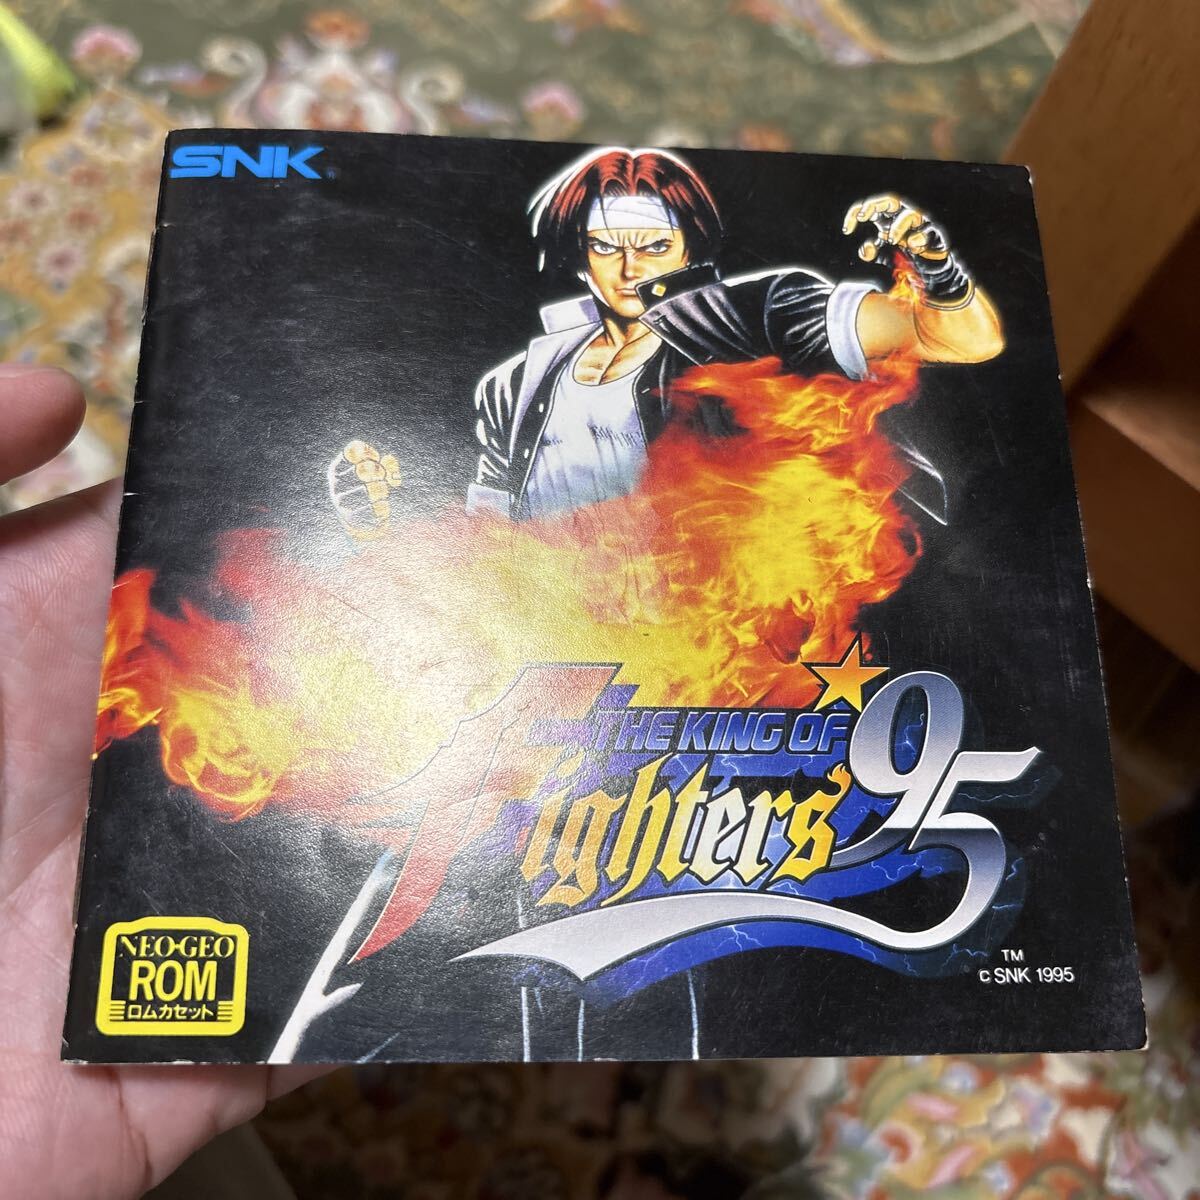 SNK®
THE KING OF
Fighters '95
NEO•GEO
ROM
ロムカセット
TM
© SNK 1995